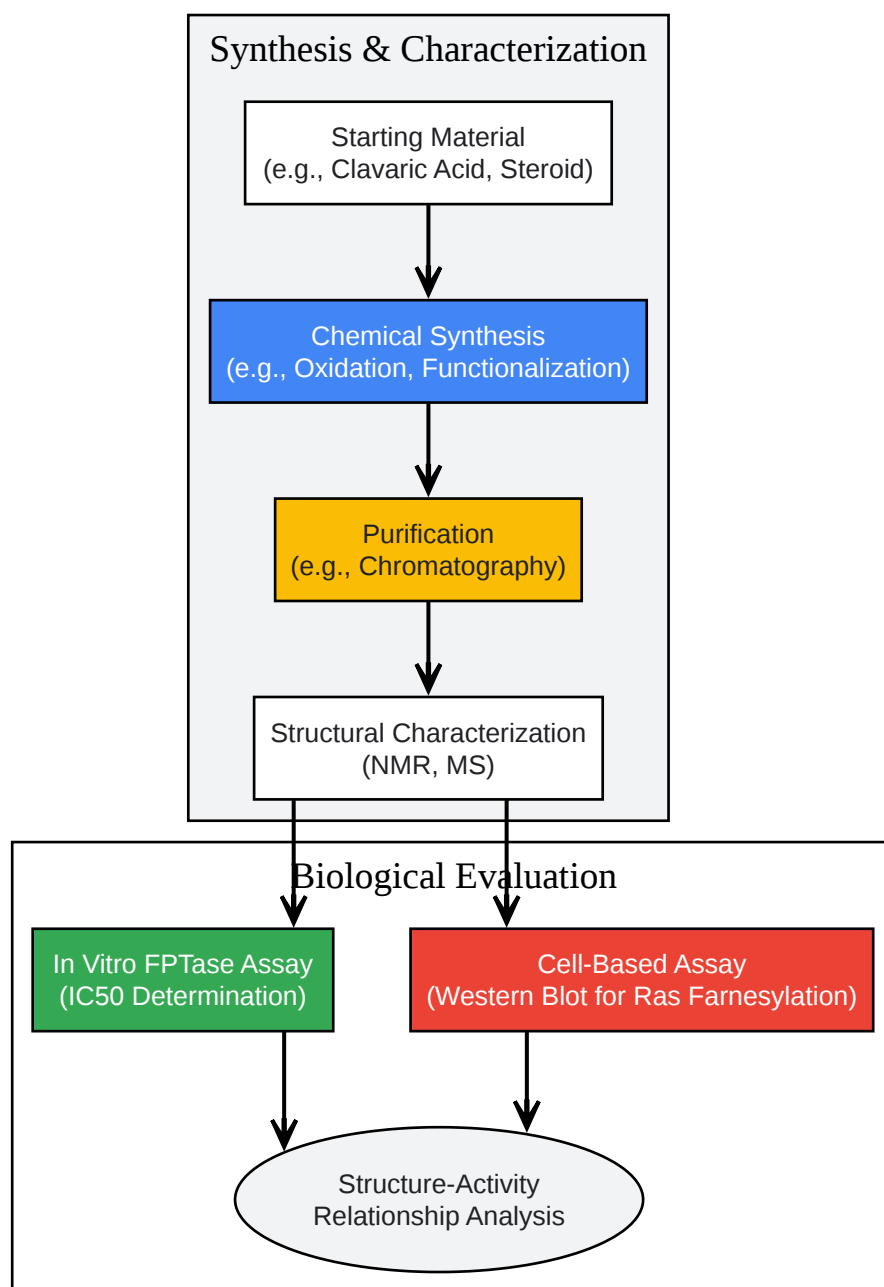 Synthesis & Characterization
Starting Material
(e.g., Clavaric Acid, Steroid)
Chemical Synthesis
(e.g., Oxidation, Functionalization)
Purification
(e.g., Chromatography)
Structural Characterization
(NMR, MS)
Biological Evaluation
In Vitro FPTase Assay
(IC50 Determination)
Cell-Based Assay
(Western Blot for Ras Farnesylation)
Structure-Activity
Relationship Analysis